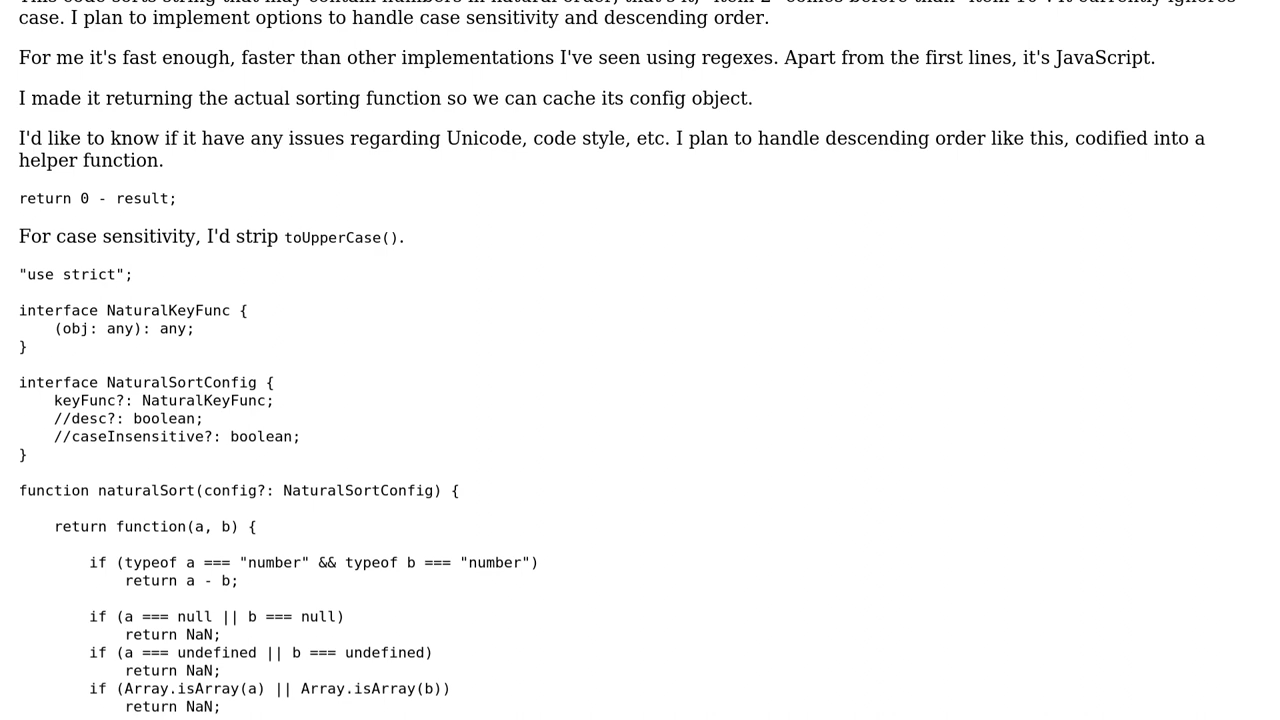 case. I plan to implement options to handle case sensitivity and descending order.
For me it's fast enough, faster than other implementations I've seen using regexes. Apart from the first lines, it's JavaScript.
I made it returning the actual sorting function so we can cache its config object.
I'd like to know if it have any issues regarding Unicode, code style, etc. I plan to handle descending order like this, codified into a
helper function.
return 0 - result;
For case sensitivity, I'd strip toUpperCase().
"use strict";
interface NaturalKeyFunc {
    (obj: any): any;
}
interface NaturalSortConfig {
    keyFunc?: NaturalKeyFunc;
    //desc?: boolean;
    //caseInsensitive?: boolean;
}
function naturalSort(config?: NaturalSortConfig) {
    return function(a, b) {
        if (typeof a === "number" && typeof b === "number")
            return a - b;
        if (a === null || b === null)
            return NaN;
        if (a === undefined || b === undefined)
            return NaN;
        if (Array.isArray(a) || Array.isArray(b))
            return NaN;